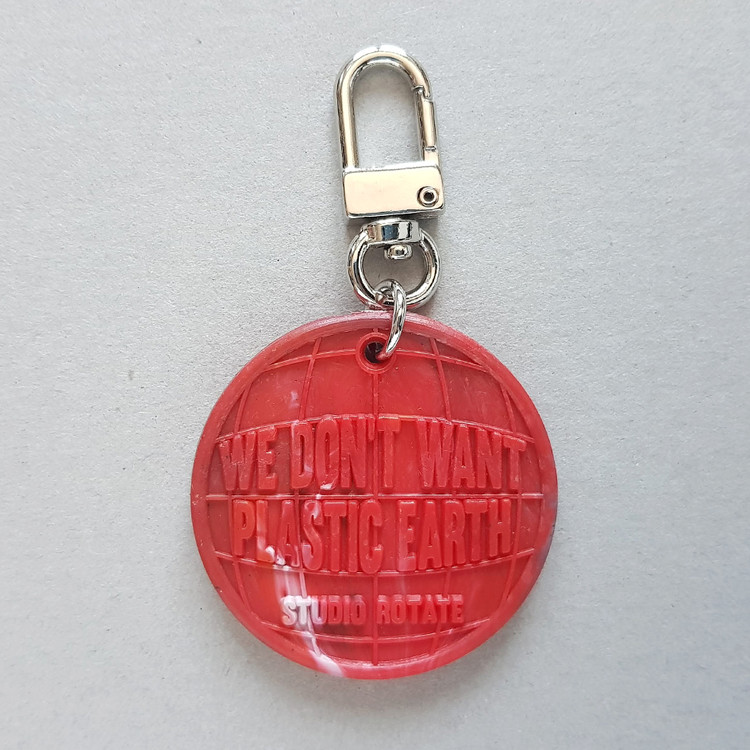 WE DON'T WANT
PLASTIC EARTH
STUDIO ROTATE